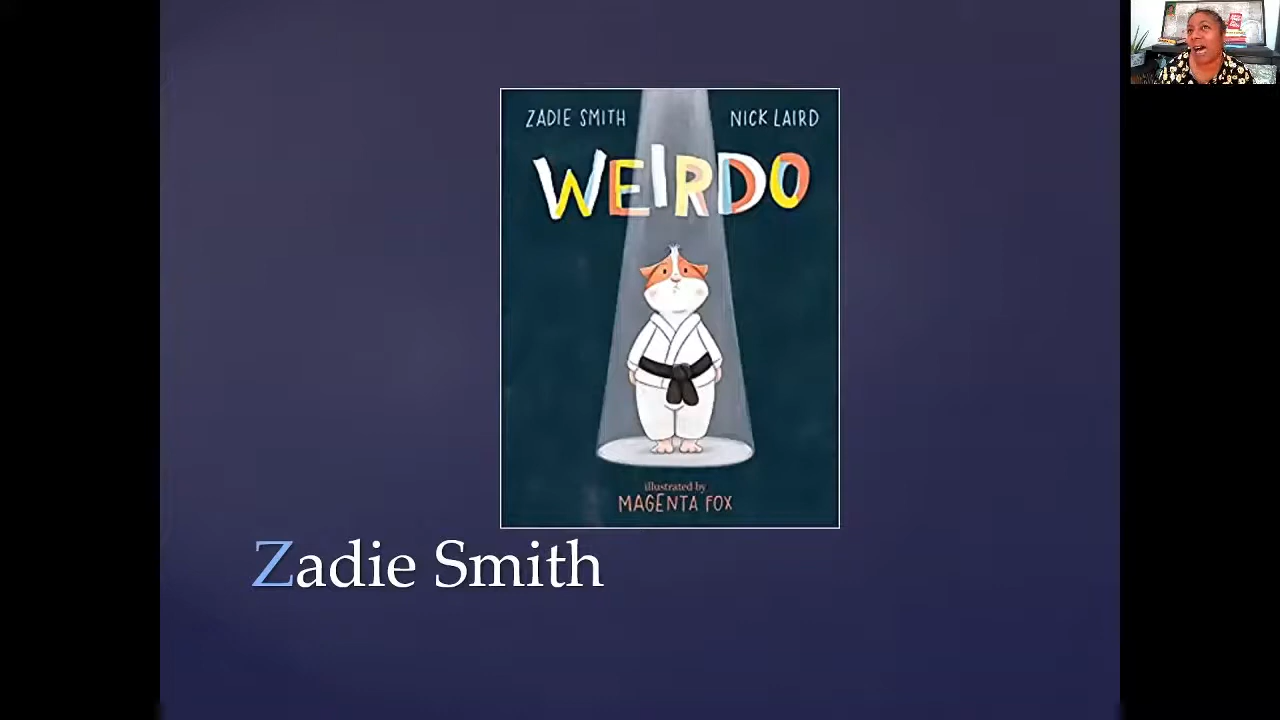 ZADIE SMITH NICK LAIRD
WEIRDO
illustrated by
MAGENTA FOX
Zadie Smith